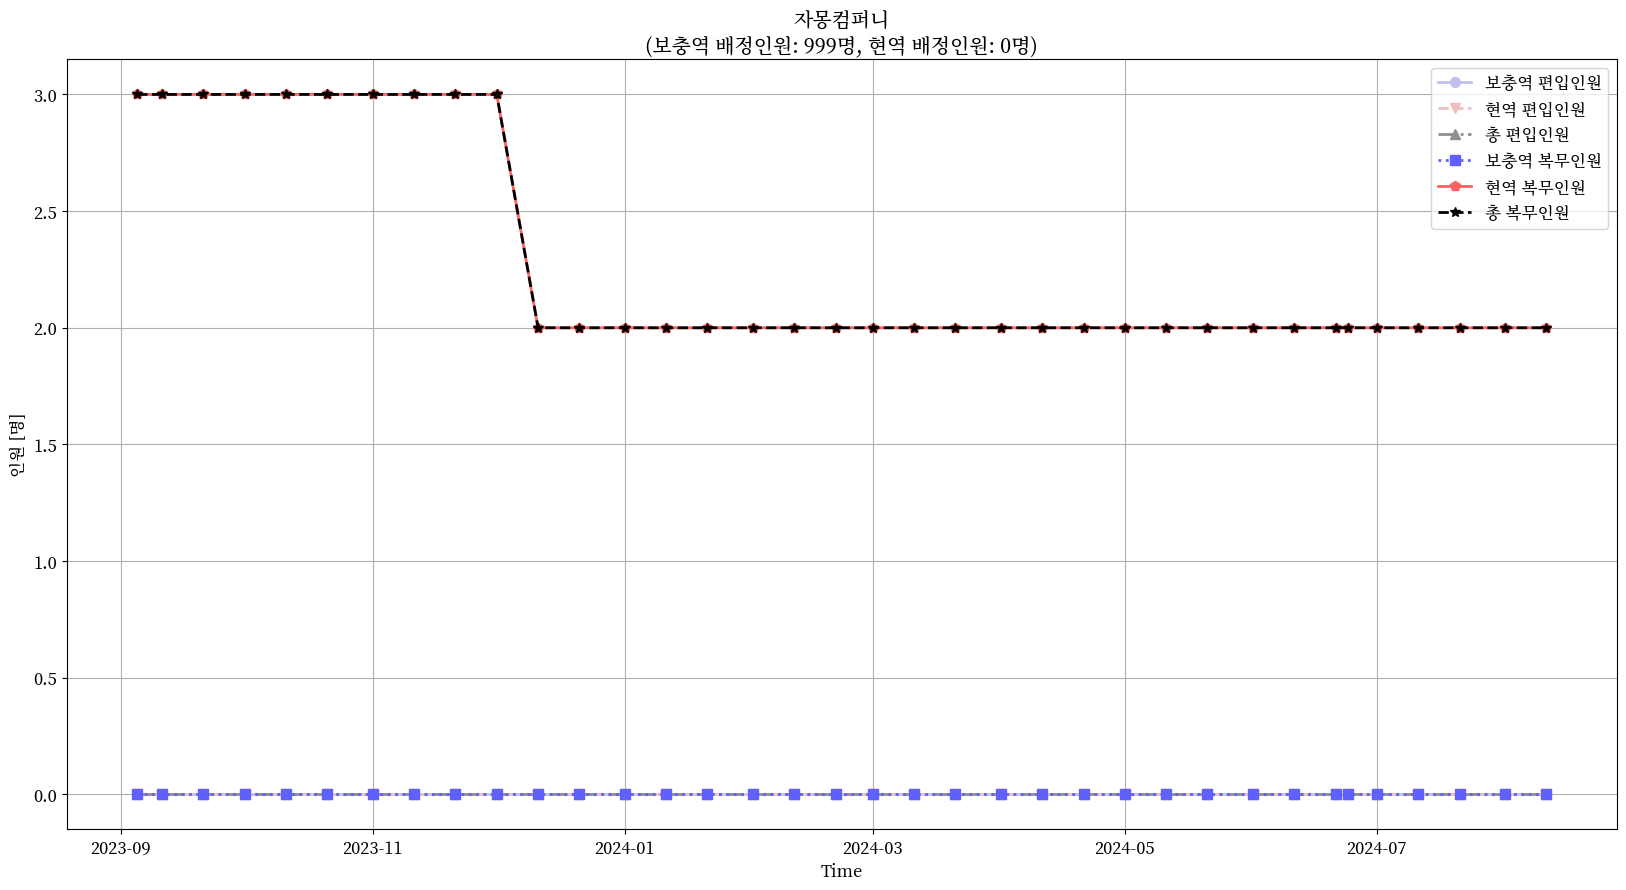 자몽컴퍼니
(보충역 배정인원: 999명, 현역 배정인원: 0명)
보충역 편입인원
현역 편입인원
총 편입인원
보충역 복무인원
현역 복무인원
총 복무인원
3.0
2.5
2.0
1.5
1.0
0.5
0.0
인원 [명]
2023-09
2023-11
2024-01
2024-03
2024-05
2024-07
Time